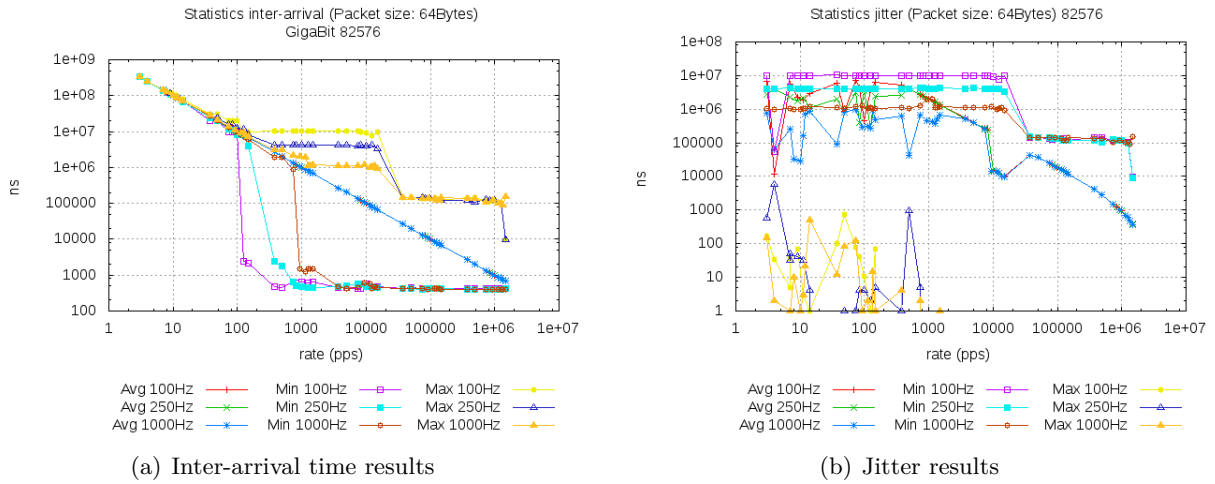 Statistics inter-arrival (Packet size: 64Bytes)
GigaBit 82576
1e+09
1e+08
1e+07
1e+06
100000
10000
1000
100
ns
1
10
100
1000
10000
100000
1e+06
1e+07
rate (pps)
Avg 100Hz
Min 100Hz
Max 100Hz
Avg 250Hz
Min 250Hz
Max 250Hz
Avg 1000Hz
Min 1000Hz
Max 1000Hz
(a) Inter-arrival time results
Statistics jitter (Packet size: 64Bytes) 82576
1e+08
1e+07
1e+06
100000
10000
1000
100
10
1
ns
1
10
100
1000
10000
100000
1e+06
1e+07
rate (pps)
Avg 100Hz
Min 100Hz
Max 100Hz
Avg 250Hz
Min 250Hz
Max 250Hz
Avg 1000Hz
Min 1000Hz
Max 1000Hz
(b) Jitter results